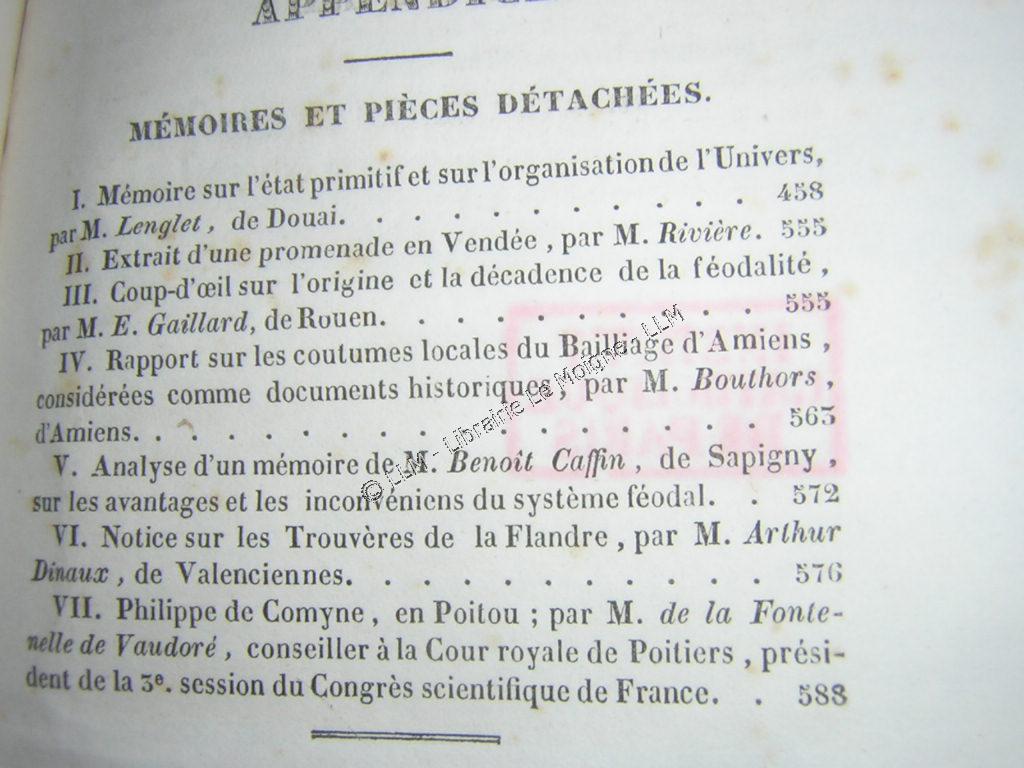 MÉMOIRES ET PIÈCES DÉTACHÉES.
I. Mémoire sur l'état primitif et sur l'organisation de l'Univers,
par M. Lenglet, de Douai. . . . . . . . . . . 458
II. Extrait d'une promenade en Vendée, par M. Rivière. 555
III. Coup-d'œil sur l'origine et la décadence de la féodalité,
par M. E. Gaillard, de Rouen. . . . . . . . . . 555
IV. Rapport sur les coutumes locales du Bailliage d'Amiens,
considérées comme documents historiques, par M. Bouthors,
d'Amiens. . . . . . . . . . . . . . . . . 563
V. Analyse d'un mémoire de M. Benoît Caffin, de Sapigny,
sur les avantages et les inconvéniens du système féodal. . 572
VI. Notice sur les Trouvères de la Flandre, par M. Arthur
Dinaux, de Valenciennes. . . . . . . . . . . 576
VII. Philippe de Comyne, en Poitou; par M. de la Fonte-
nelle de Vaudoré, conseiller à la Cour royale de Poitiers, prési-
dent de la 3e. session du Congrès scientifique de France. . 588
© LLM - Librairie Le Moigne - LLM